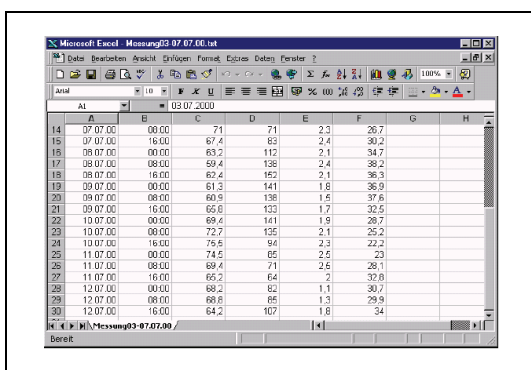 Microsoft Excel - Messung03-07.07.00.txt
Datei Bearbeiten Ansicht Einfügen Format Extras Daten Fenster ?
100%
Arial 10 F K U
A1 = 03.07.2000
A B C D E F G H
14 07.07.00 08:00 71 71 2,3 26,7
15 07.07.00 16:00 67,4 83 2,4 30,2
16 08.07.00 00:00 63,2 112 2,1 34,7
17 08.07.00 08:00 59,4 138 2,4 38,2
18 08.07.00 16:00 62,4 152 2,1 36,3
19 09.07.00 00:00 61,3 141 1,8 36,9
20 09.07.00 08:00 60,9 138 1,5 37,6
21 09.07.00 16:00 65,8 133 1,7 32,5
22 10.07.00 00:00 69,4 141 1,9 28,7
23 10.07.00 08:00 72,7 135 2,1 25,2
24 10.07.00 16:00 75,5 94 2,3 22,2
25 11.07.00 00:00 74,5 85 2,5 23
26 11.07.00 08:00 69,4 71 2,6 28,1
27 11.07.00 16:00 65,2 64 2 32,8
28 12.07.00 00:00 68,2 82 1,1 30,7
29 12.07.00 08:00 68,8 85 1,3 29,9
30 12.07.00 16:00 64,2 107 1,8 34
Messung03-07.07.00
Bereit